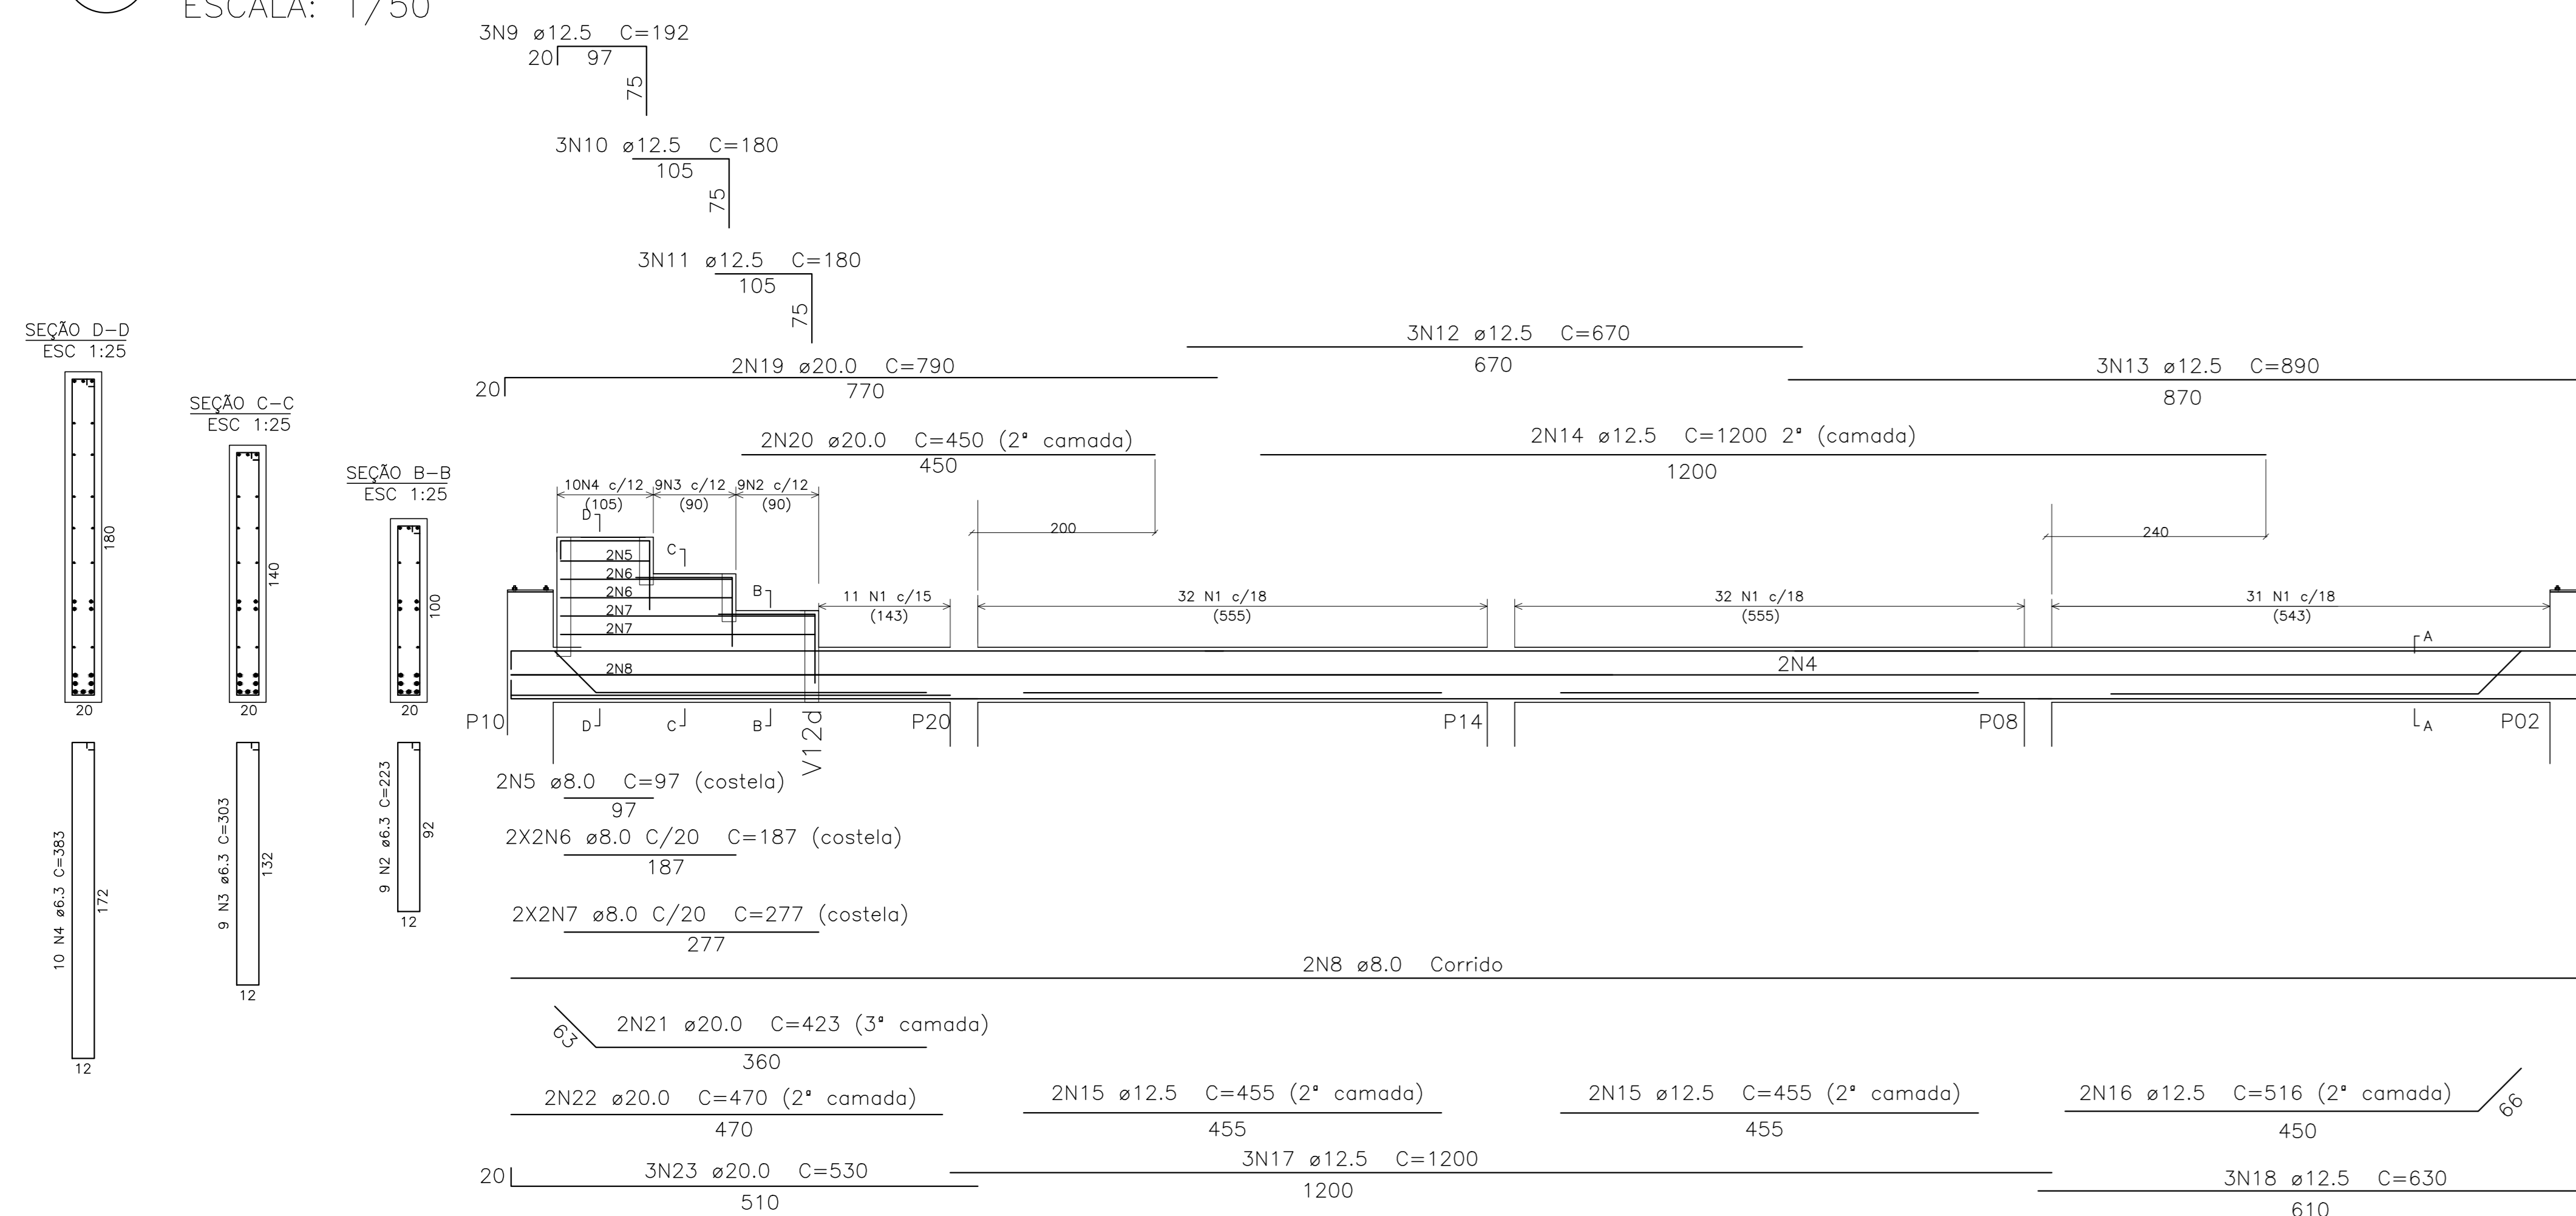 ESCALA: 1/50
3N9 ø12.5 C=192
20 97
75
3N10 ø12.5 C=180
105
75
3N11 ø12.5 C=180
105
75
3N12 ø12.5 C=670
670
2N19 ø20.0 C=790
20 770
3N13 ø12.5 C=890
870
2N20 ø20.0 C=450 (2ª camada)
450
2N14 ø12.5 C=1200 2ª (camada)
1200
SEÇÃO D-D
ESC 1:25
180
20
SEÇÃO C-C
ESC 1:25
140
20
SEÇÃO B-B
ESC 1:25
100
20
10N4 c/12 9N3 c/12 9N2 c/12
(105) (90) (90)
200
240
D
C
B
2N5
2N6
2N6
2N7
2N7
2N8
11 N1 c/15
(143)
32 N1 c/18
(555)
32 N1 c/18
(555)
31 N1 c/18
(543)
A
2N4
P10 D C B V12d P20 P14 P08 A P02
10 N4 ø6.3 C=383
172
12
9 N3 ø6.3 C=303
132
12
9 N2 ø6.3 C=223
92
12
2N5 ø8.0 C=97 (costela)
97
2X2N6 ø8.0 C/20 C=187 (costela)
187
2X2N7 ø8.0 C/20 C=277 (costela)
277
2N8 ø8.0 Corrido
63
2N21 ø20.0 C=423 (3ª camada)
360
2N22 ø20.0 C=470 (2ª camada)
470
2N15 ø12.5 C=455 (2ª camada)
455
2N15 ø12.5 C=455 (2ª camada)
455
2N16 ø12.5 C=516 (2ª camada)
450
66
3N23 ø20.0 C=530
20 510
3N17 ø12.5 C=1200
1200
3N18 ø12.5 C=630
610